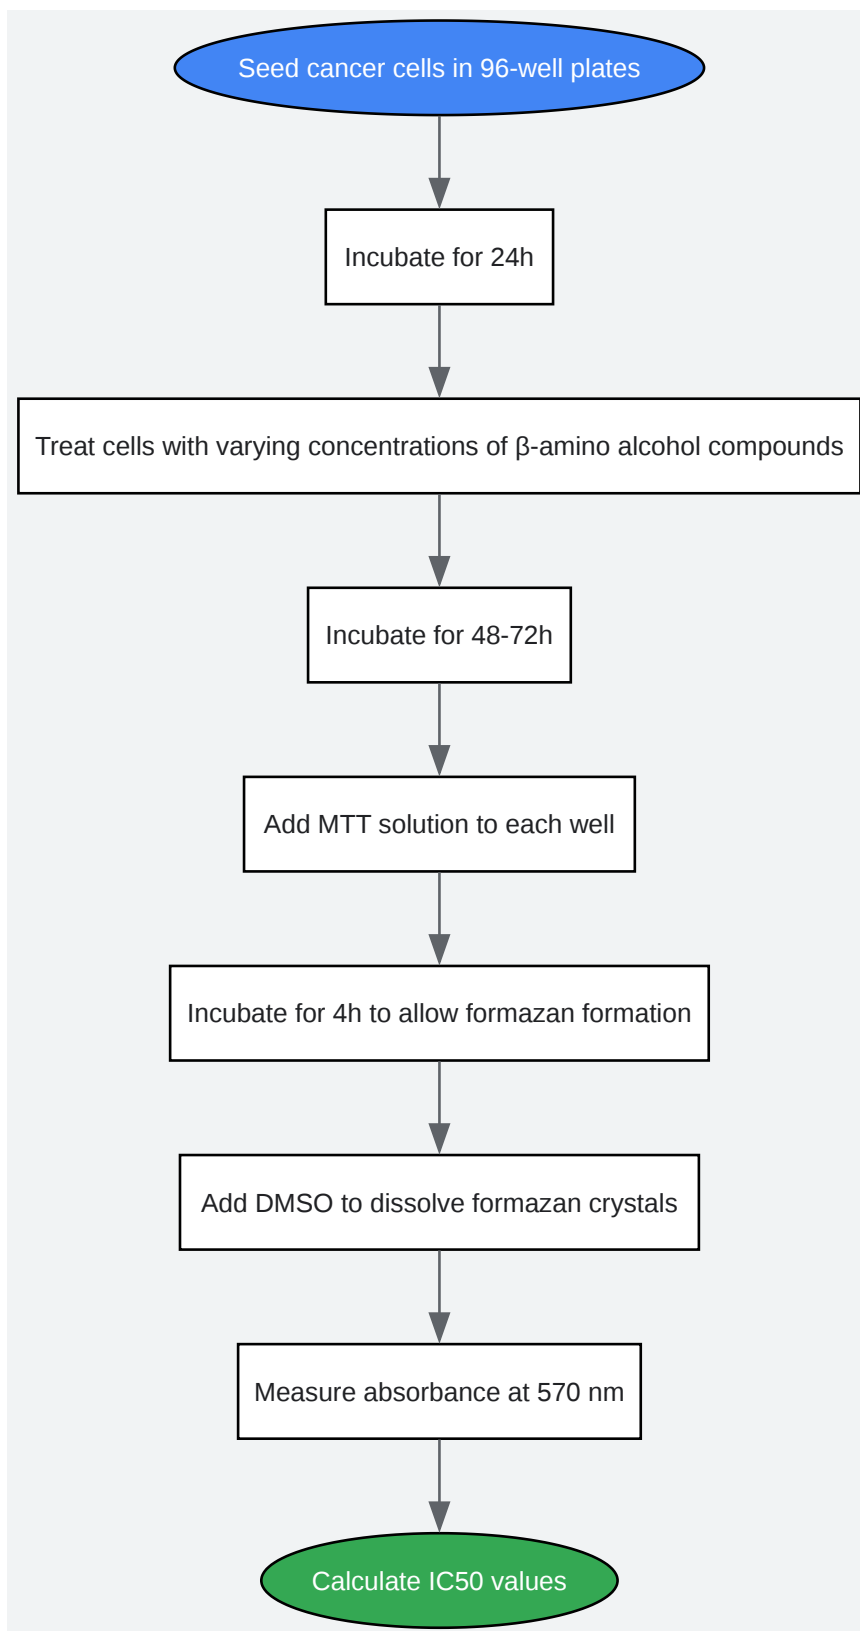 Seed cancer cells in 96-well plates
Incubate for 24h
Treat cells with varying concentrations of β-amino alcohol compounds
Incubate for 48-72h
Add MTT solution to each well
Incubate for 4h to allow formazan formation
Add DMSO to dissolve formazan crystals
Measure absorbance at 570 nm
Calculate IC50 values